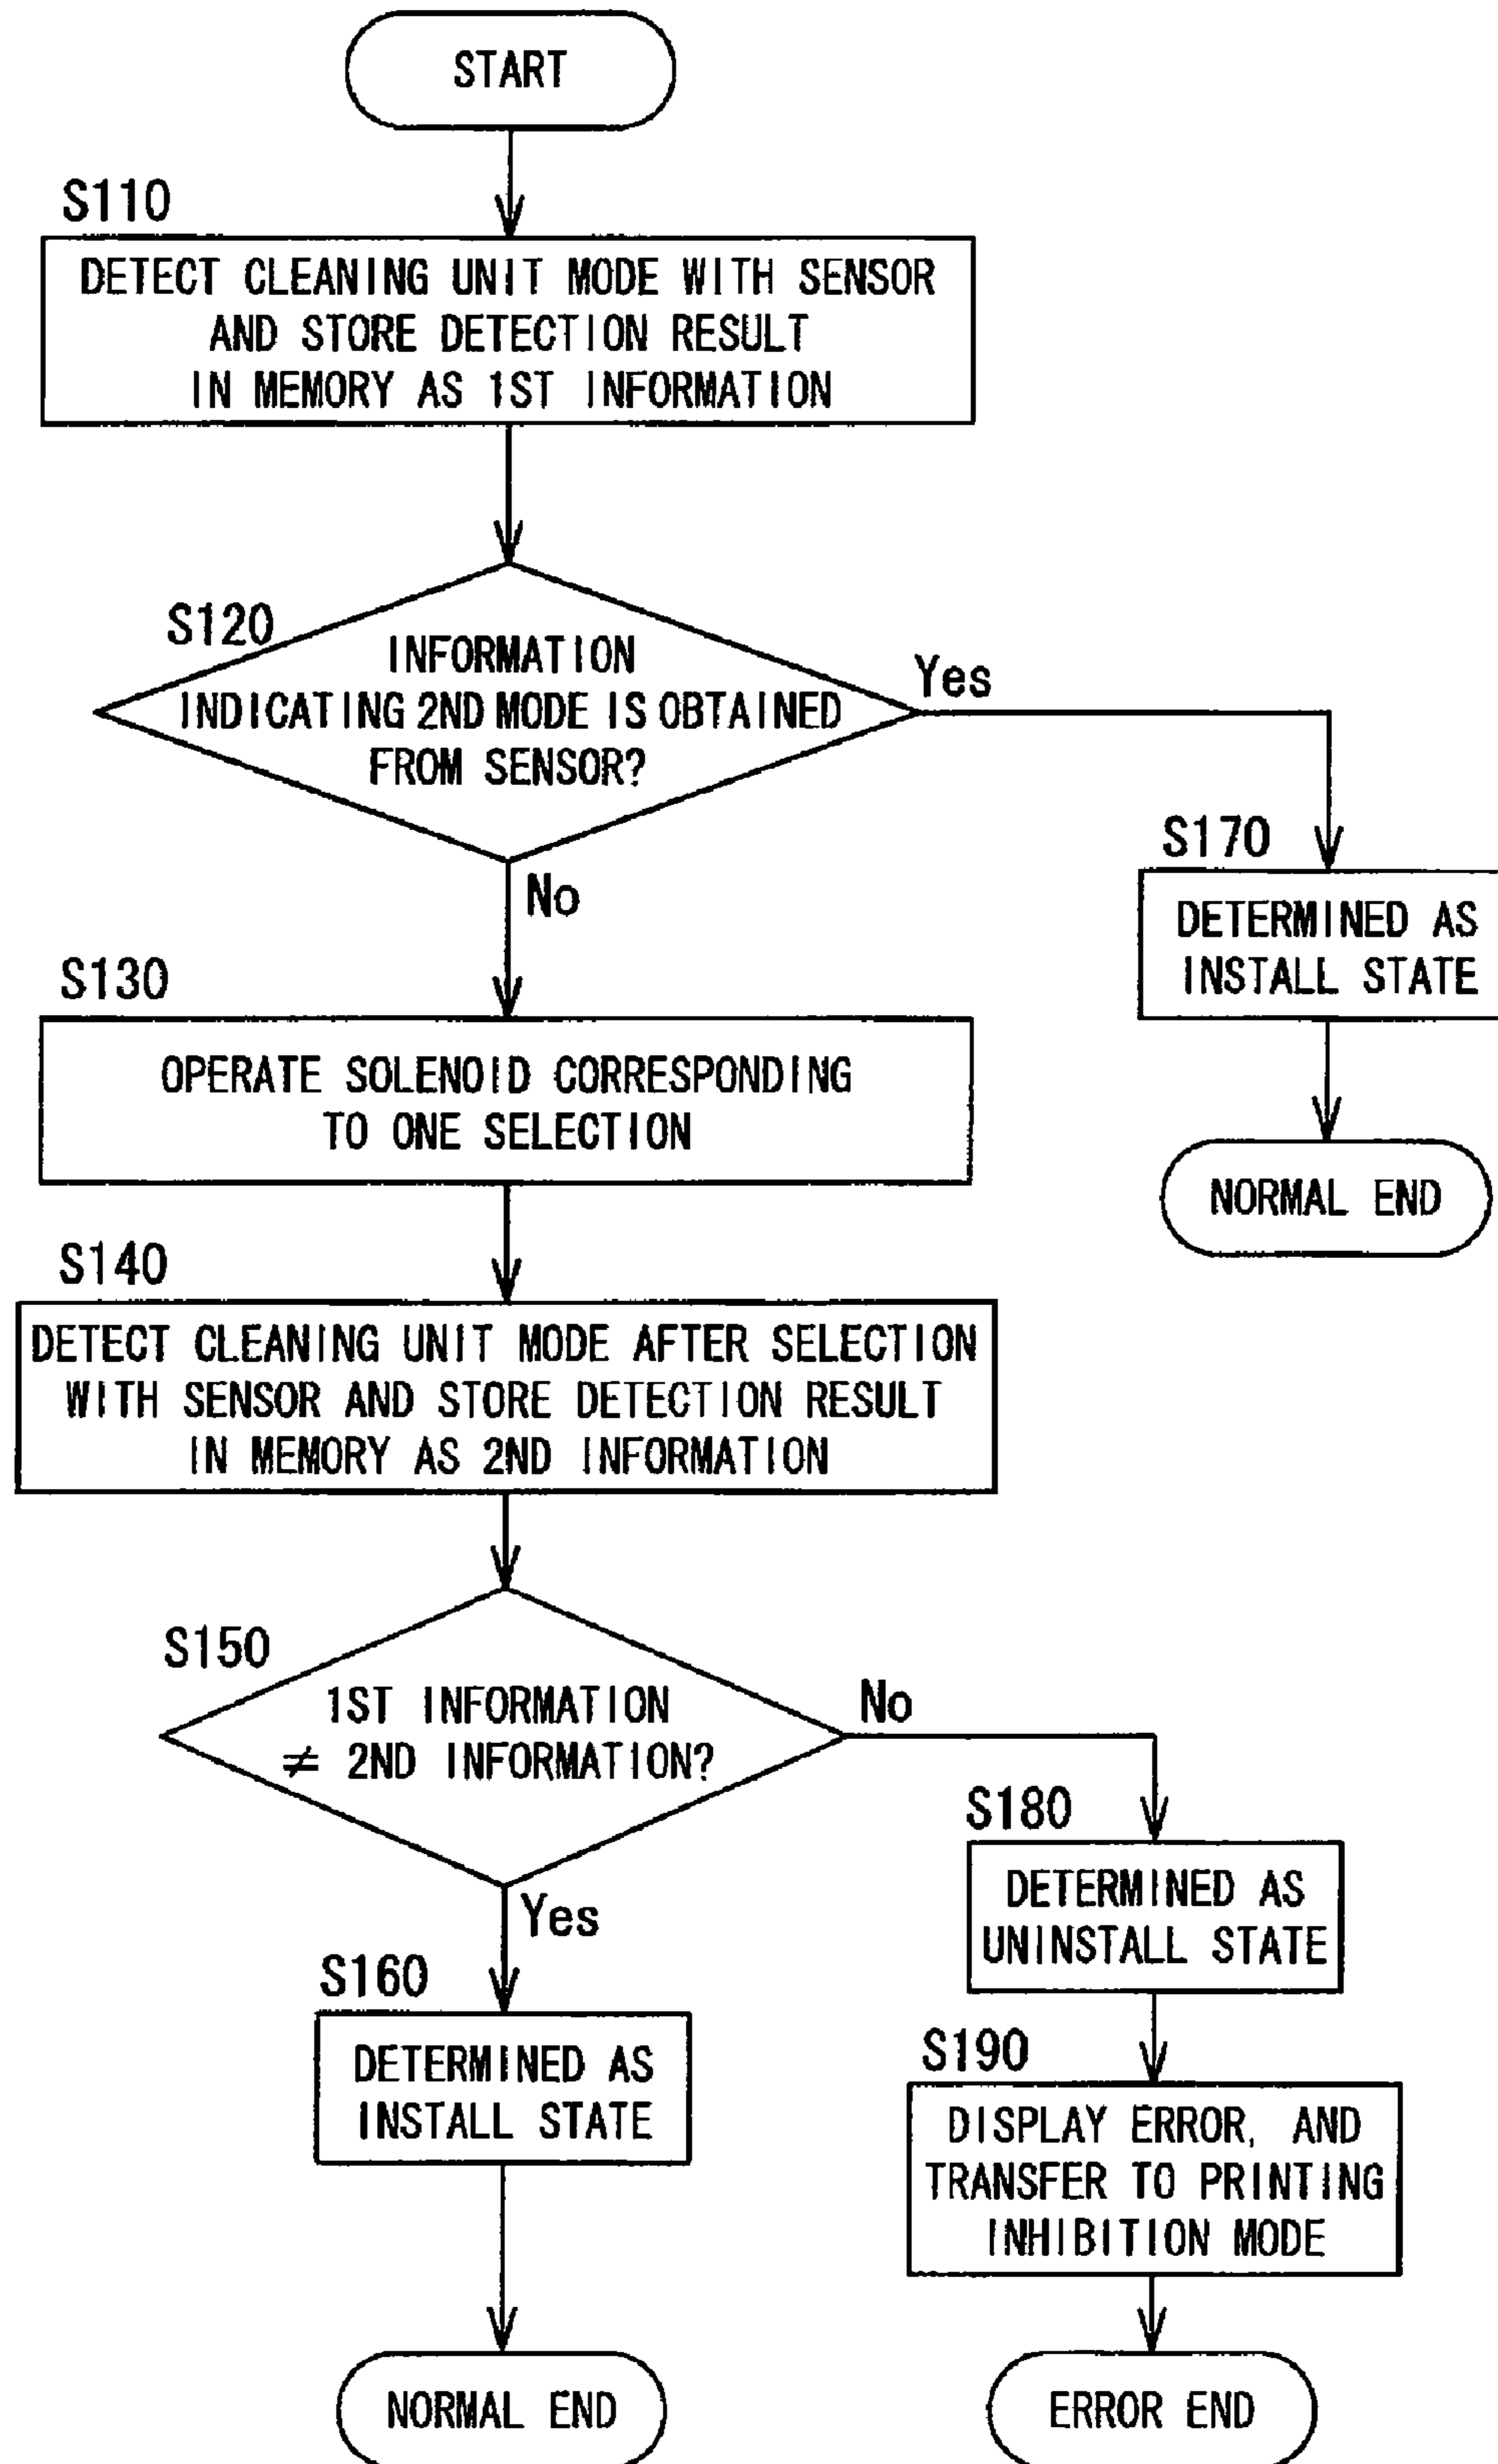 START
S110
DETECT CLEANING UNIT MODE WITH SENSOR
AND STORE DETECTION RESULT
IN MEMORY AS 1ST INFORMATION
S120
INFORMATION
INDICATING 2ND MODE IS OBTAINED
FROM SENSOR?
Yes
No
S170
DETERMINED AS
INSTALL STATE
NORMAL END
S130
OPERATE SOLENOID CORRESPONDING
TO ONE SELECTION
S140
DETECT CLEANING UNIT MODE AFTER SELECTION
WITH SENSOR AND STORE DETECTION RESULT
IN MEMORY AS 2ND INFORMATION
S150
1ST INFORMATION
≠ 2ND INFORMATION?
No
Yes
S180
DETERMINED AS
UNINSTALL STATE
S160
DETERMINED AS
INSTALL STATE
S190
DISPLAY ERROR, AND
TRANSFER TO PRINTING
INHIBITION MODE
NORMAL END
ERROR END